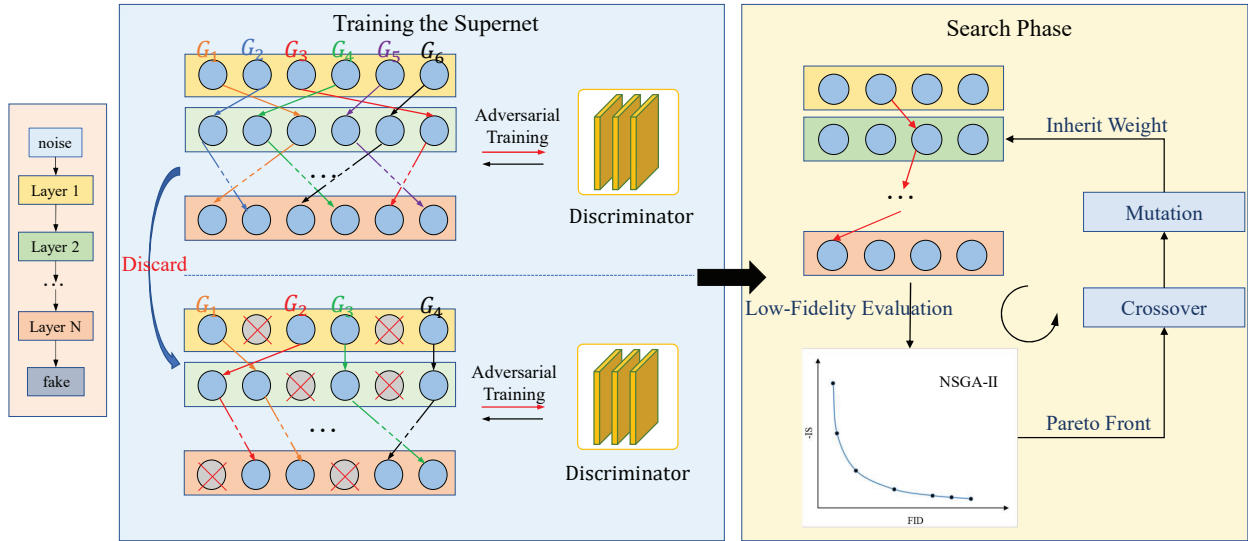 noise
Layer 1
Layer 2
...
Layer N
fake
Training the Supernet
G1 G2 G3 G4 G5 G6
...
Adversarial
Training
Discriminator
Discard
G1 G2 G3 G4
...
Adversarial
Training
Discriminator
Search Phase
...
Inherit Weight
Mutation
Crossover
Low-Fidelity Evaluation
NSGA-II
-IS
FID
Pareto Front